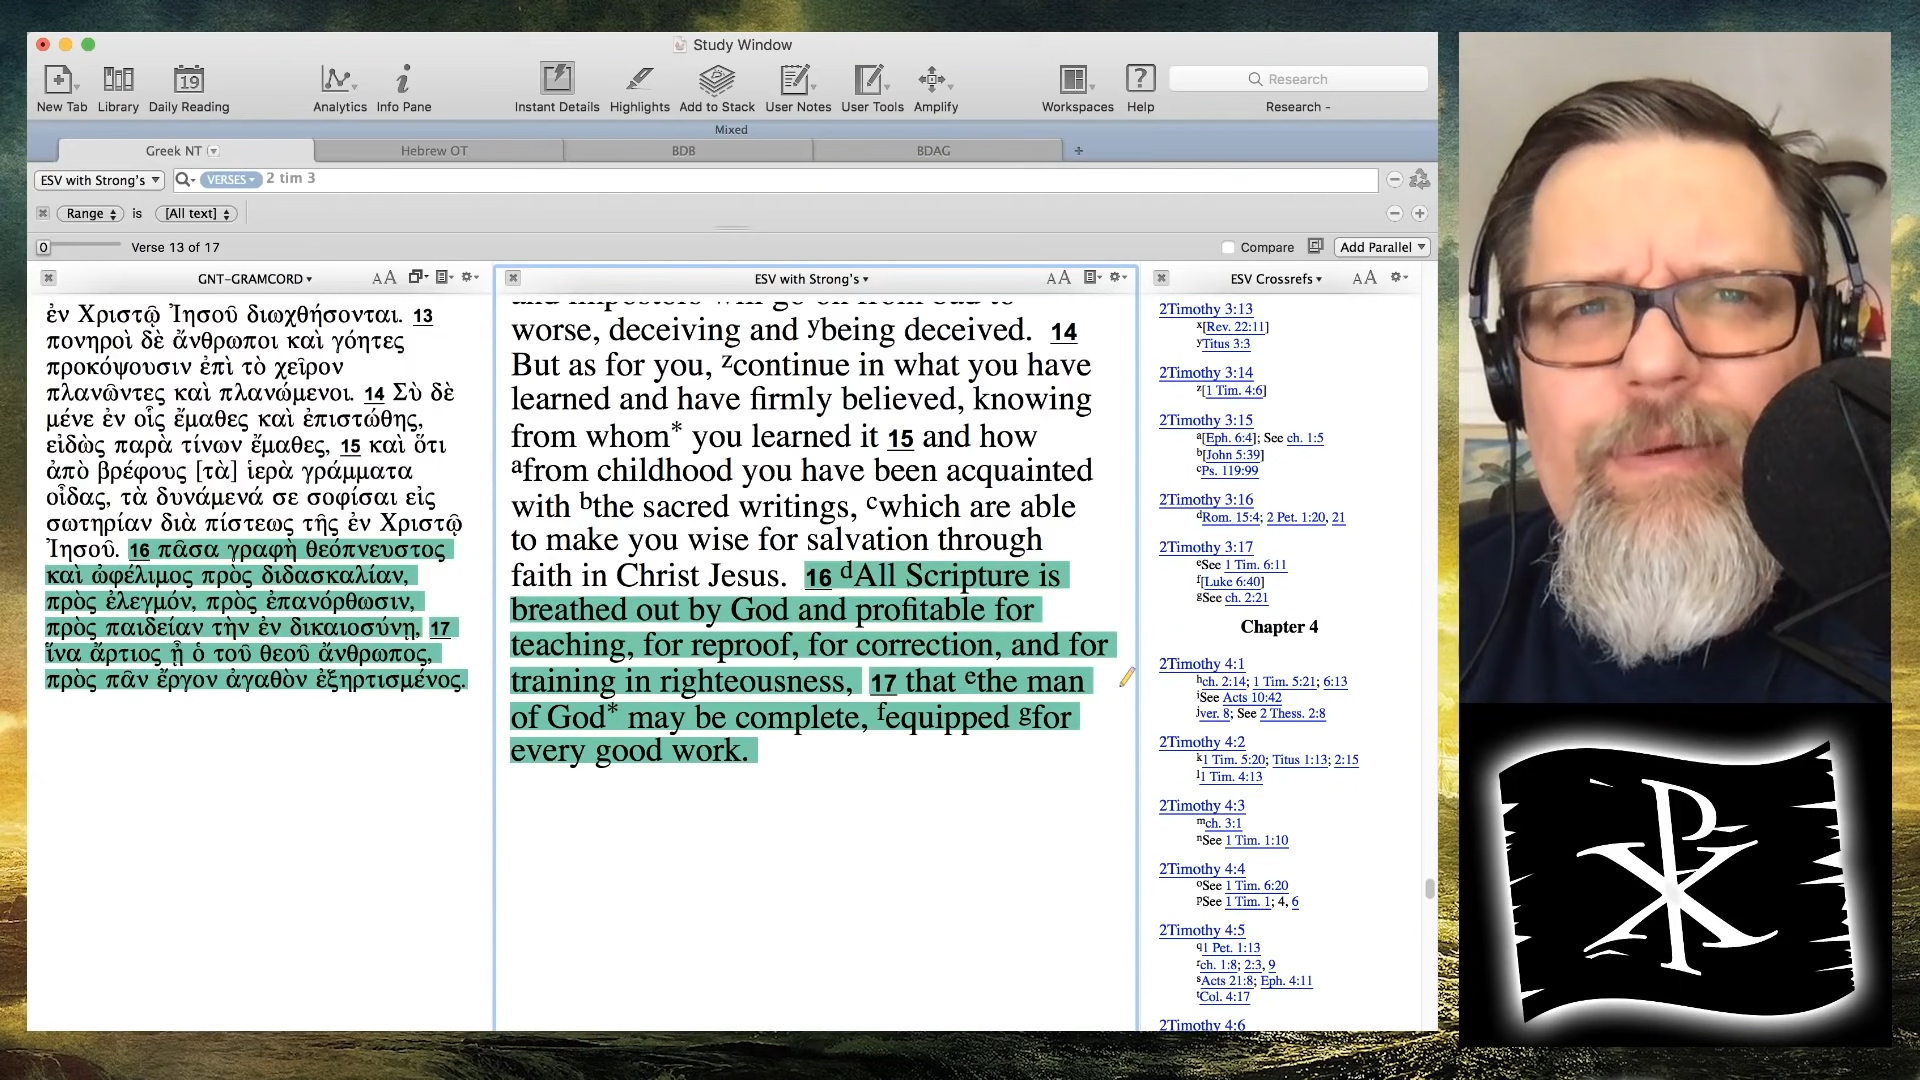 Study Window
New Tab Library Daily Reading Analytics Info Pane Instant Details Highlights Add to Stack User Notes User Tools Amplify Workspaces Help Research
19
Research
Mixed
Greek NT Hebrew OT BDB BDAG +
ESV with Strong's VERSES 2 tim 3
Range is [All text]
0 Verse 13 of 17 Compare Add Parallel
GNT-GRAMCORD AA
ἐν Χριστῷ Ἰησοῦ διωχθήσονται. 13
πονηροὶ δὲ ἄνθρωποι καὶ γόητες
προκόψουσιν ἐπὶ τὸ χεῖρον
πλανῶντες καὶ πλανώμενοι. 14 Σὺ δὲ
μένε ἐν οἷς ἔμαθες καὶ ἐπιστώθης,
εἰδὼς παρὰ τίνων ἔμαθες, 15 καὶ ὅτι
ἀπὸ βρέφους [τὰ] ἱερὰ γράμματα
οἶδας, τὰ δυνάμενά σε σοφίσαι εἰς
σωτηρίαν διὰ πίστεως τῆς ἐν Χριστῷ
Ἰησοῦ. 16 πᾶσα γραφὴ θεόπνευστος
καὶ ὠφέλιμος πρὸς διδασκαλίαν,
πρὸς ἐλεγμόν, πρὸς ἐπανόρθωσιν,
πρὸς παιδείαν τὴν ἐν δικαιοσύνῃ, 17
ἵνα ἄρτιος ᾖ ὁ τοῦ θεοῦ ἄνθρωπος,
πρὸς πᾶν ἔργον ἀγαθὸν ἐξηρτισμένος.
ESV with Strong's AA
and impostors will go on from bad to
worse, deceiving and ybeing deceived. 14
But as for you, zcontinue in what you have
learned and have firmly believed, knowing
from whom* you learned it 15 and how
afrom childhood you have been acquainted
with bthe sacred writings, cwhich are able
to make you wise for salvation through
faith in Christ Jesus. 16 dAll Scripture is
breathed out by God and profitable for
teaching, for reproof, for correction, and for
training in righteousness, 17 that ethe man
of God* may be complete, fequipped gfor
every good work.
ESV Crossrefs AA
2Timothy 3:13
x[Rev. 22:11]
yTitus 3:3
2Timothy 3:14
z[1 Tim. 4:6]
2Timothy 3:15
a[Eph. 6:4]; See ch. 1:5
b[John 5:39]
cPs. 119:99
2Timothy 3:16
dRom. 15:4; 2 Pet. 1:20, 21
2Timothy 3:17
eSee 1 Tim. 6:11
f[Luke 6:40]
gSee ch. 2:21
Chapter 4
2Timothy 4:1
hch. 2:14; 1 Tim. 5:21; 6:13
iSee Acts 10:42
jver. 8; See 2 Thess. 2:8
2Timothy 4:2
k1 Tim. 5:20; Titus 1:13; 2:15
l1 Tim. 4:13
2Timothy 4:3
mch. 3:1
nSee 1 Tim. 1:10
2Timothy 4:4
oSee 1 Tim. 6:20
pSee 1 Tim. 1; 4, 6
2Timothy 4:5
q1 Pet. 1:13
rch. 1:8; 2:3, 9
sActs 21:8; Eph. 4:11
tCol. 4:17
2Timothy 4:6